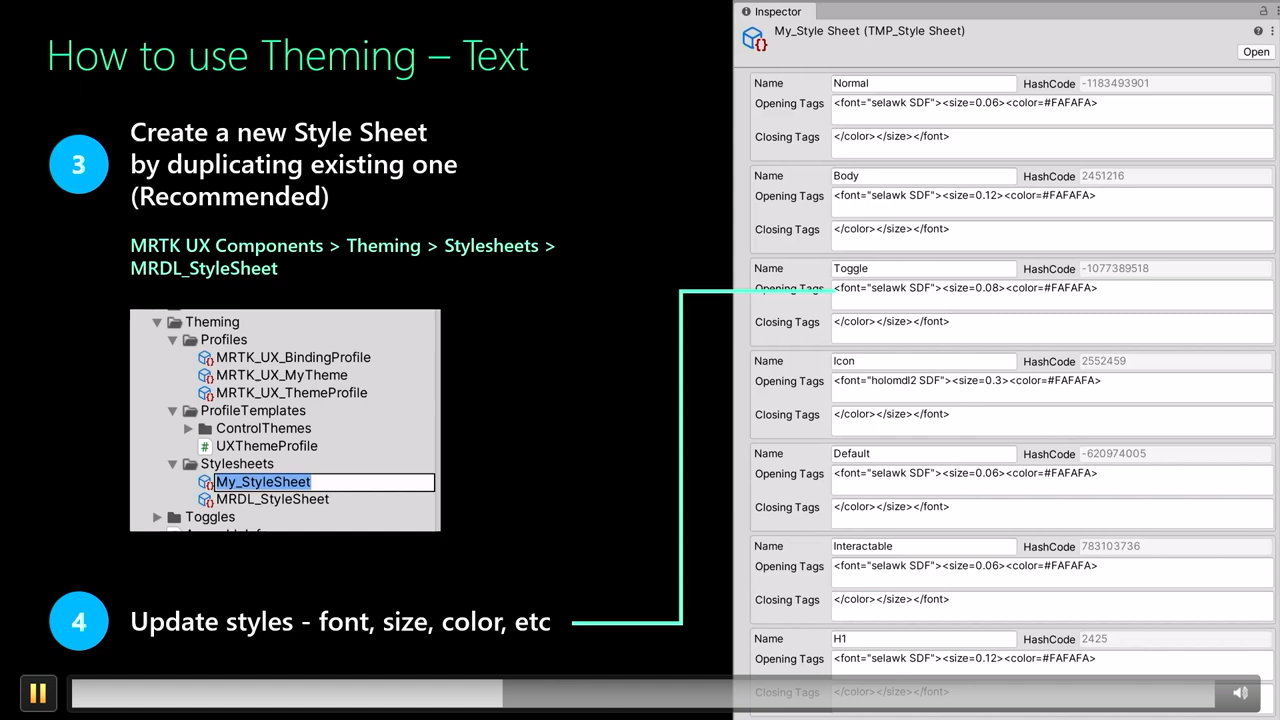 How to use Theming – Text
3
Create a new Style Sheet
by duplicating existing one
(Recommended)
MRTK UX Components > Theming > Stylesheets >
MRDL_StyleSheet
Theming
Profiles
MRTK_UX_BindingProfile
MRTK_UX_MyTheme
MRTK_UX_ThemeProfile
ProfileTemplates
ControlThemes
# UXThemeProfile
Stylesheets
My_StyleSheet
MRDL_StyleSheet
Toggles
4
Update styles - font, size, color, etc
Inspector
My_Style Sheet (TMP_Style Sheet)
Open
Name Normal HashCode -1183493901
Opening Tags <font="selawk SDF"><size=0.06><color=#FAFAFA>
Closing Tags </color></size></font>
Name Body HashCode 2451216
Opening Tags <font="selawk SDF"><size=0.12><color=#FAFAFA>
Closing Tags </color></size></font>
Name Toggle HashCode -1077389518
Opening Tags <font="selawk SDF"><size=0.08><color=#FAFAFA>
Closing Tags </color></size></font>
Name Icon HashCode 2552459
Opening Tags <font="holomdl2 SDF"><size=0.3><color=#FAFAFA>
Closing Tags </color></size></font>
Name Default HashCode -620974005
Opening Tags <font="selawk SDF"><size=0.06><color=#FAFAFA>
Closing Tags </color></size></font>
Name Interactable HashCode 783103736
Opening Tags <font="selawk SDF"><size=0.06><color=#FAFAFA>
Closing Tags </color></size></font>
Name H1 HashCode 2425
Opening Tags <font="selawk SDF"><size=0.12><color=#FAFAFA>
Closing Tags </color></size></font>